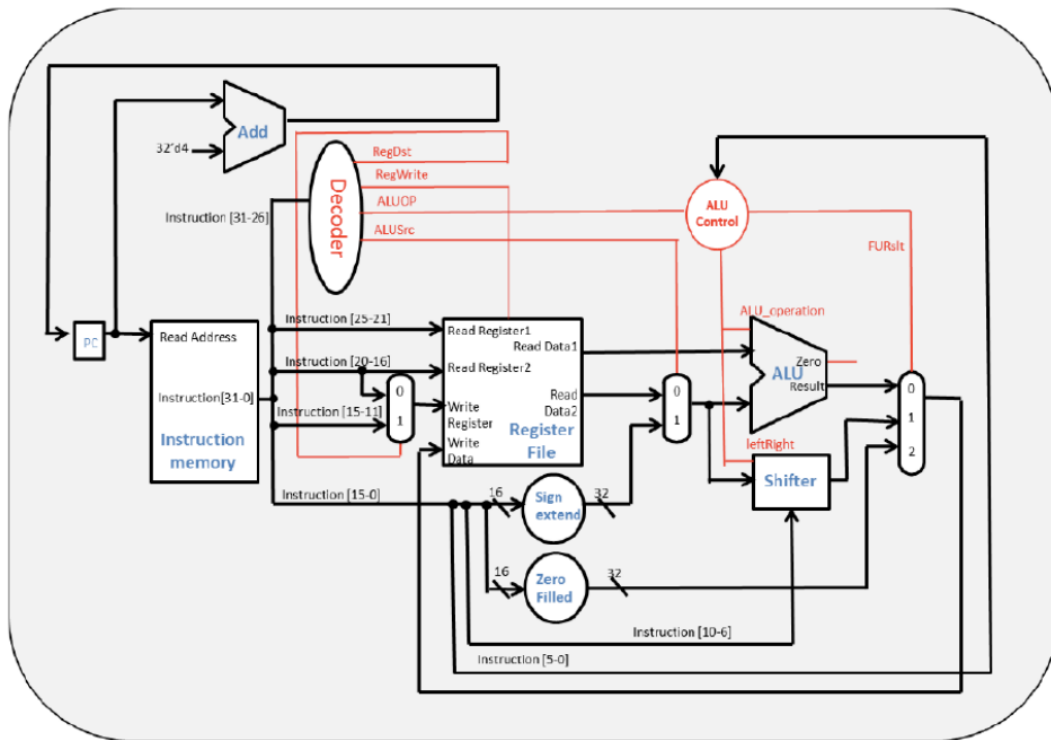 Add
32'd4
RegDst
RegWrite
ALUOP
ALUSrc
Decoder
Instruction [31-26]
ALU
Control
FURslt
PC
Read Address
Instruction[31-0]
Instruction
memory
Instruction [25-21]
Instruction [20-16]
Instruction [15-11]
Instruction [15-0]
0
1
Read Register1
Read Data1
Read Register2
Read
Data2
Write
Register
Write
Data
Register
File
0
1
ALU_operation
Zero
ALU
Result
leftRight
Shifter
0
1
2
16
Sign
extend
32
16
Zero
Filled
32
Instruction [10-6]
Instruction [5-0]